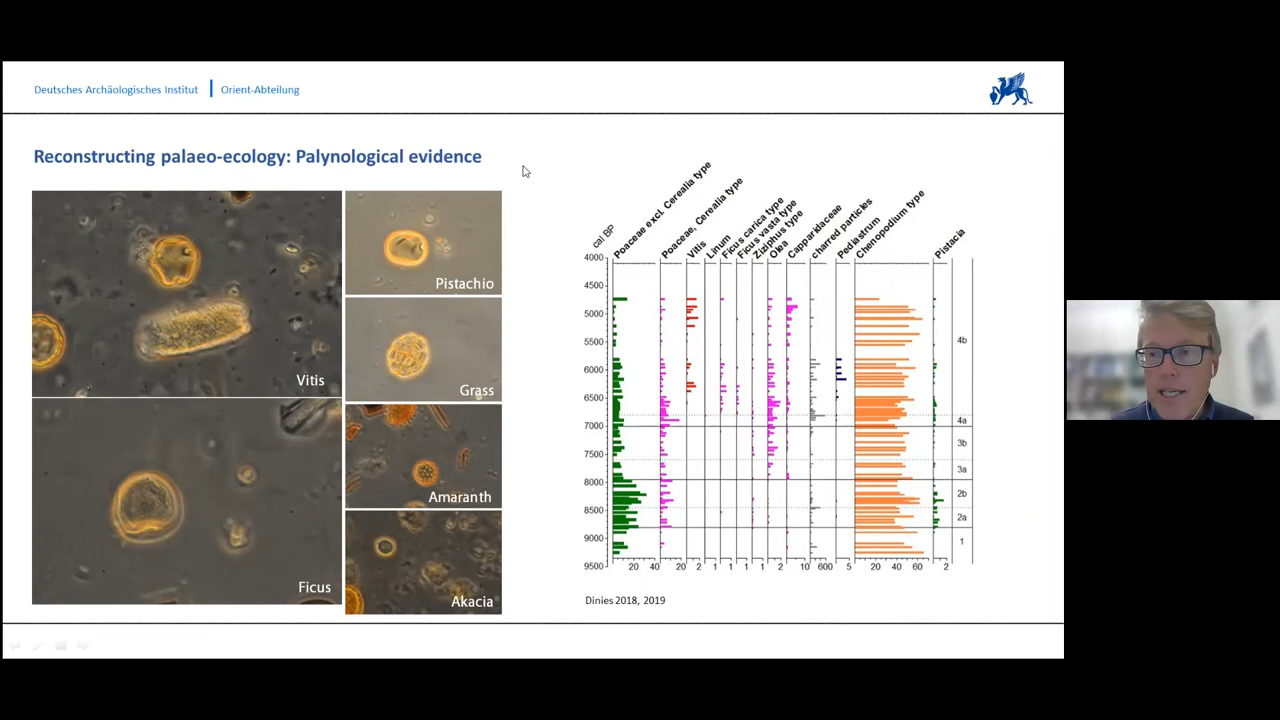 Deutsches Archäologisches Institut | Orient-Abteilung
Reconstructing palaeo-ecology: Palynological evidence
Vitis
Pistachio
Grass
Ficus
Amaranth
Akacia
cal BP
Poaceae excl. Cerealia type
Poaceae, Cerealia type
Vitis
Linum
Ficus carica type
Ficus vasta type
Ziziphus type
Olea
Capparidaceae
charred particles
Pediastrum
Chenopodium type
Pistacia
4000
4500
5000
5500
6000
6500
7000
7500
8000
8500
9000
9500
4b
4a
3b
3a
2b
2a
1
20 40 20 2 1 1 1 1 2 10 600 5 20 40 60 2
Dinies 2018, 2019